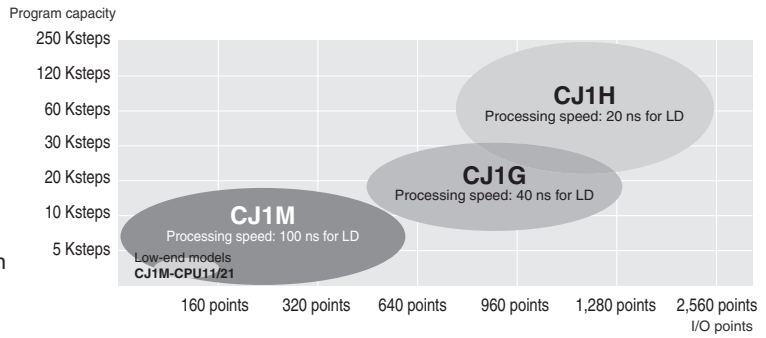 Program capacity
250 Ksteps
120 Ksteps
60 Ksteps
30 Ksteps
20 Ksteps
10 Ksteps
5 Ksteps
CJ1H
Processing speed: 20 ns for LD
CJ1G
Processing speed: 40 ns for LD
CJ1M
Processing speed: 100 ns for LD
Low-end models
CJ1M-CPU11/21
n
160 points
320 points
640 points
960 points
1,280 points
2,560 points
I/O points